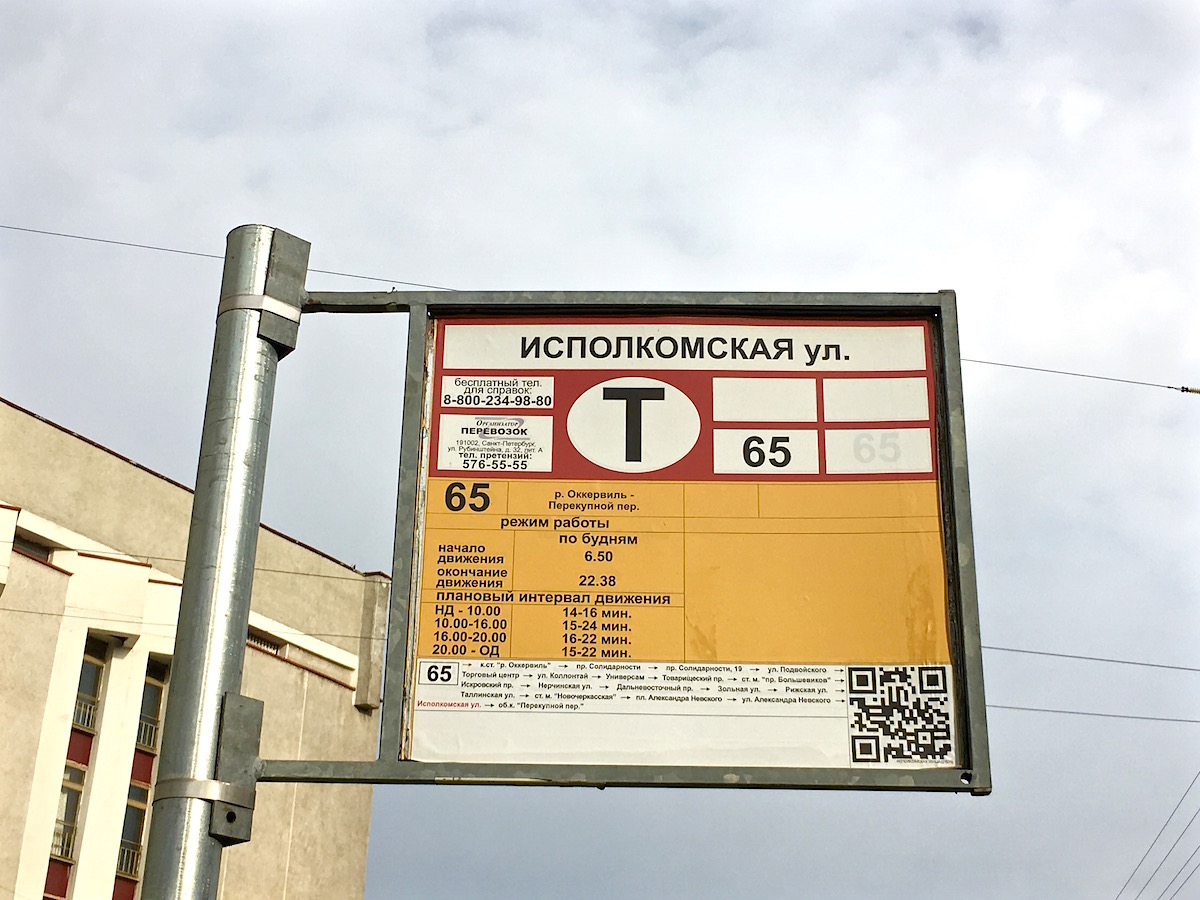 ИСПОЛКОМСКАЯ ул.
бесплатный тел.
для справок:
8-800-234-98-80
Организатор
ПЕРЕВОЗОК
191002, Санкт-Петербург,
ул. Рубинштейна, д. 32, лит. А
тел. претензий:
576-55-55
Т
65
65
65
р. Оккервиль -
Перекупной пер.
режим работы
по будням
начало
движения
6.50
окончание
движения
22.38
плановый интервал движения
НД - 10.00 14-16 мин.
10.00-16.00 15-24 мин.
16.00-20.00 16-22 мин.
20.00 - ОД 15-22 мин.
65
→ к.ст. "р. Оккервиль" → пр. Солидарности → пр. Солидарности, 19 → ул. Подвойского →
Торговый центр → ул. Коллонтай → Универсам → Товарищеский пр. → ст. м. "пр. Большевиков" →
Искровский пр. → Нерчинская ул. → Дальневосточный пр. → Зольная ул. → Рижская ул. →
Таллинская ул. → ст. м. "Новочеркасская" → пл. Александра Невского → ул. Александра Невского →
Исполкомская ул. → об.к. "Перекупной пер."